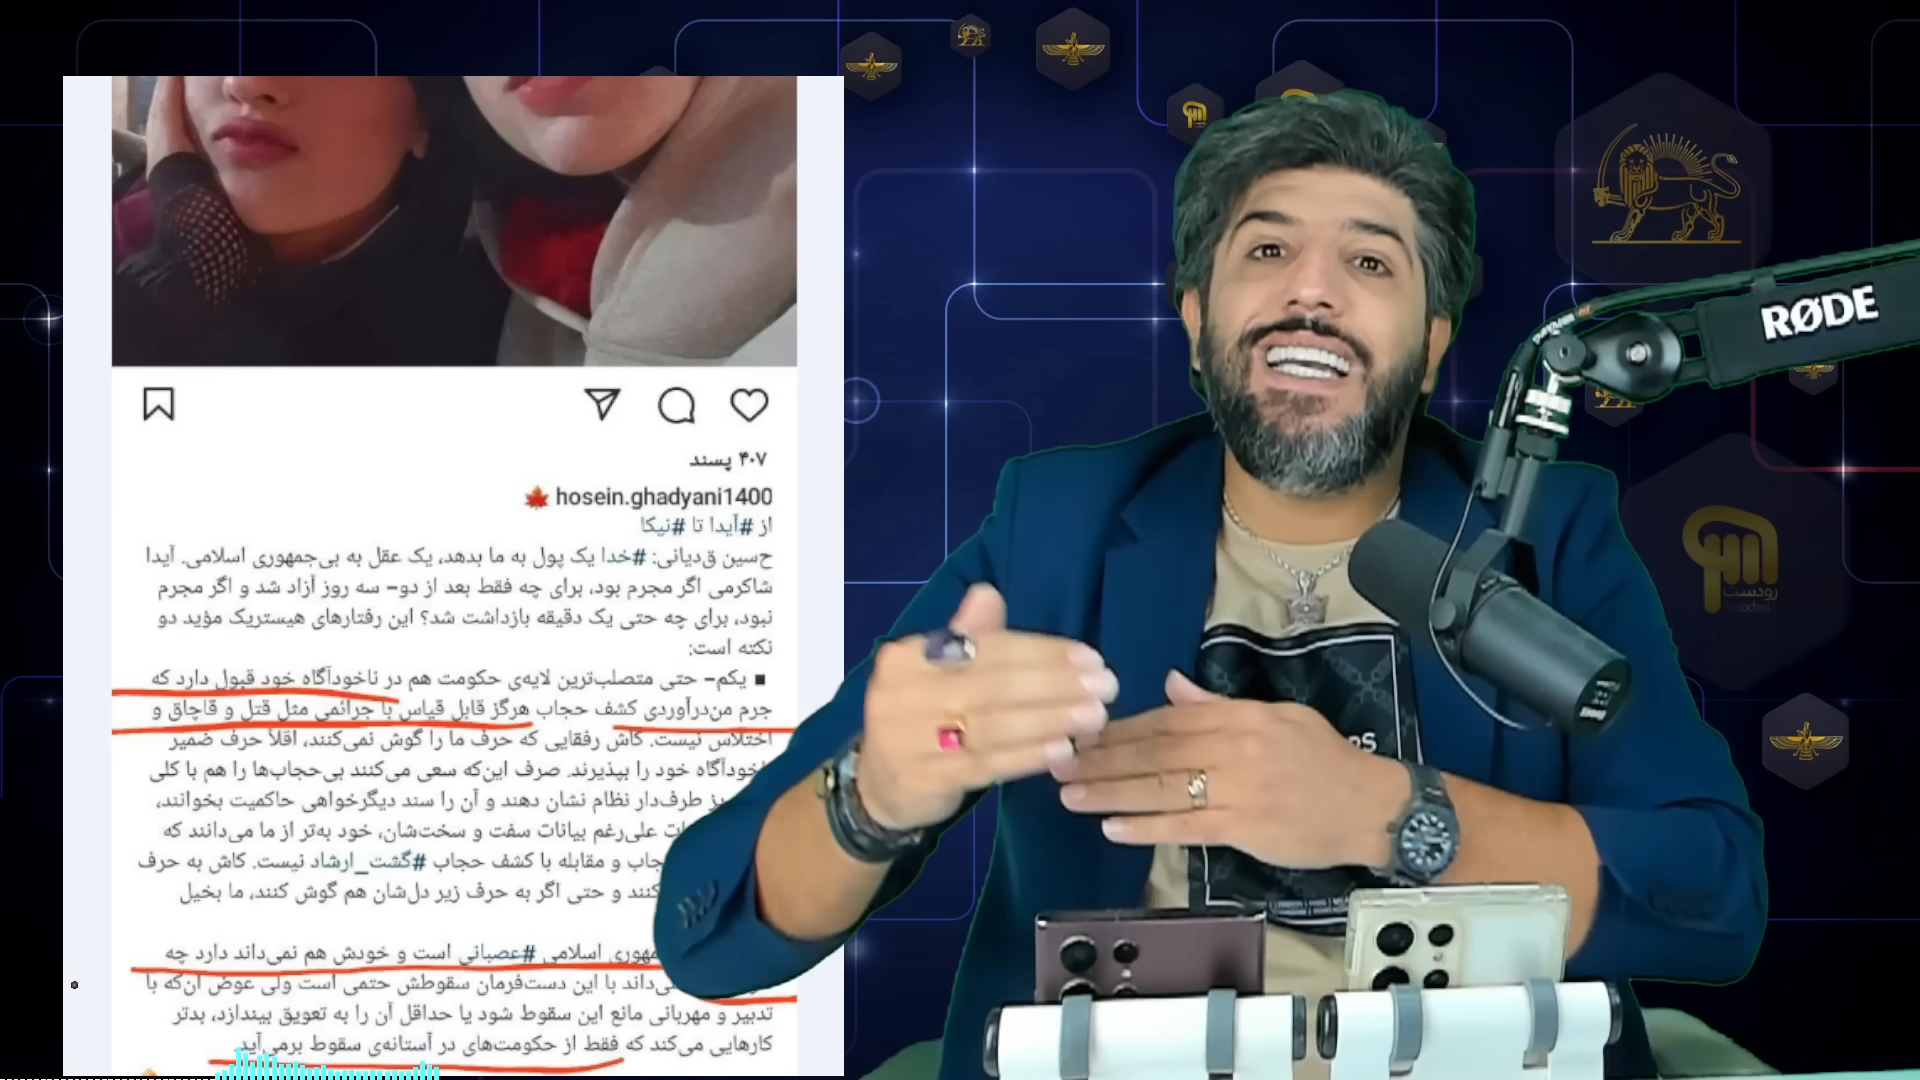 ۴۰۷ پسند
hosein.ghadyani1400
از #آیدا تا #نیکا
ح‌سین ق‌دیانی: #خدا یک پول به ما بدهد، یک عقل به بی‌جمهوری اسلامی. آیدا
شاکرمی اگر مجرم بود، برای چه فقط بعد از دو- سه روز آزاد شد و اگر مجرم
نبود، برای چه حتی یک دقیقه بازداشت شد؟ این رفتارهای هیستریک مؤید دو
نکته است:
■ یکم- حتی متصلب‌ترین لایه‌ی حکومت هم در ناخودآگاه خود قبول دارد که
جرم من‌درآوردی کشف حجاب هرگز قابل قیاس با جرائمی مثل قتل و قاچاق و
اختلاس نیست. کاش رفقایی که حرف ما را گوش نمی‌کنند، اقلاً حرف ضمیر
خودآگاه خود را بپذیرند. صرف این‌که سعی می‌کنند بی‌حجاب‌ها را هم با کلی
طرف‌دار نظام نشان دهند و آن را سند دیگرخواهی حاکمیت بخوانند،
علی‌رغم بیانات سفت و سخت‌شان، خود به‌تر از ما می‌دانند که
و مقابله با کشف حجاب #گشت_ارشاد نیست. کاش به حرف
کنند و حتی اگر به حرف زیر دل‌شان هم گوش کنند، ما بخیل
اسلامی #عصبانی است و خودش هم نمی‌داند دارد چه
با این دست‌فرمان سقوطش حتمی است ولی عوض آن‌که با
تدبیر و مهربانی مانع این سقوط شود یا حداقل آن را به تعویق بیندازد، بدتر
کارهایی می‌کند که فقط از حکومت‌های در آستانه‌ی سقوط برمی‌آید
RØDE
رودست